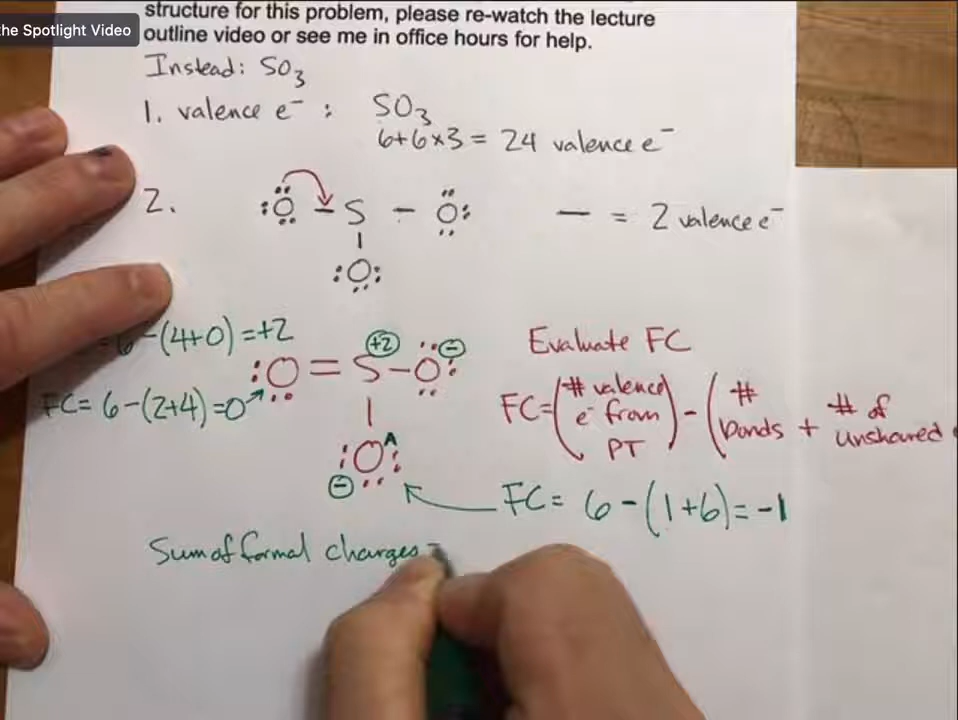 structure for this problem, please re-watch the lecture
the Spotlight Video
outline video or see me in office hours for help.
Instead: SO3
1. valence e⁻ : SO3
6+6×3 = 24 valence e⁻
2. :Ö – S – Ö: — = 2 valence e⁻
:O:
6-(4+0)=+2
Evaluate FC
:O = S – O: +2 −
FC= 6-(2+4)=0
FC= (# valence e⁻ from PT) - (# bonds + # of unshared
:O: −
FC= 6-(1+6)= -1
Sum of formal charges =